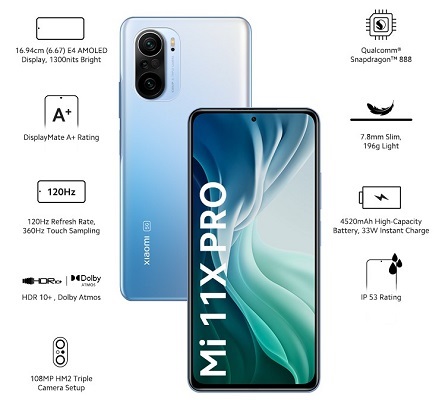 16.94cm (6.67) E4 AMOLED
Display, 1300nits Bright
A+
DisplayMate A+ Rating
120Hz
120Hz Refresh Rate,
360Hz Touch Sampling
HDR10+ Dolby
ATMOS
HDR 10+ , Dolby Atmos
108MP HM2 Triple
Camera Setup
xiaomi 5G
Mi 11X PRO
Qualcomm®
Snapdragon™ 888
7.8mm Slim,
196g Light
4520mAh High-Capacity
Battery, 33W Instant Charge
IP 53 Rating